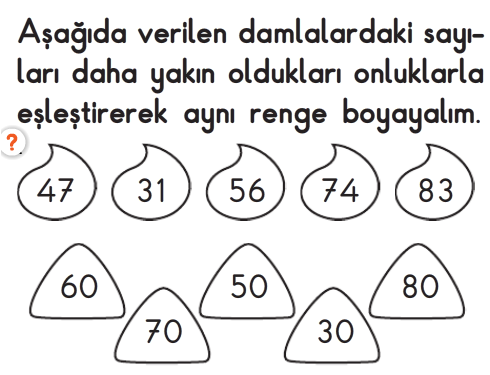 Aşağıda verilen damlalardaki sayı-
ları daha yakın oldukları onluklarla
eşleştirerek aynı renge boyayalım.
?
47 31 56 74 83
60 50 80
70 30